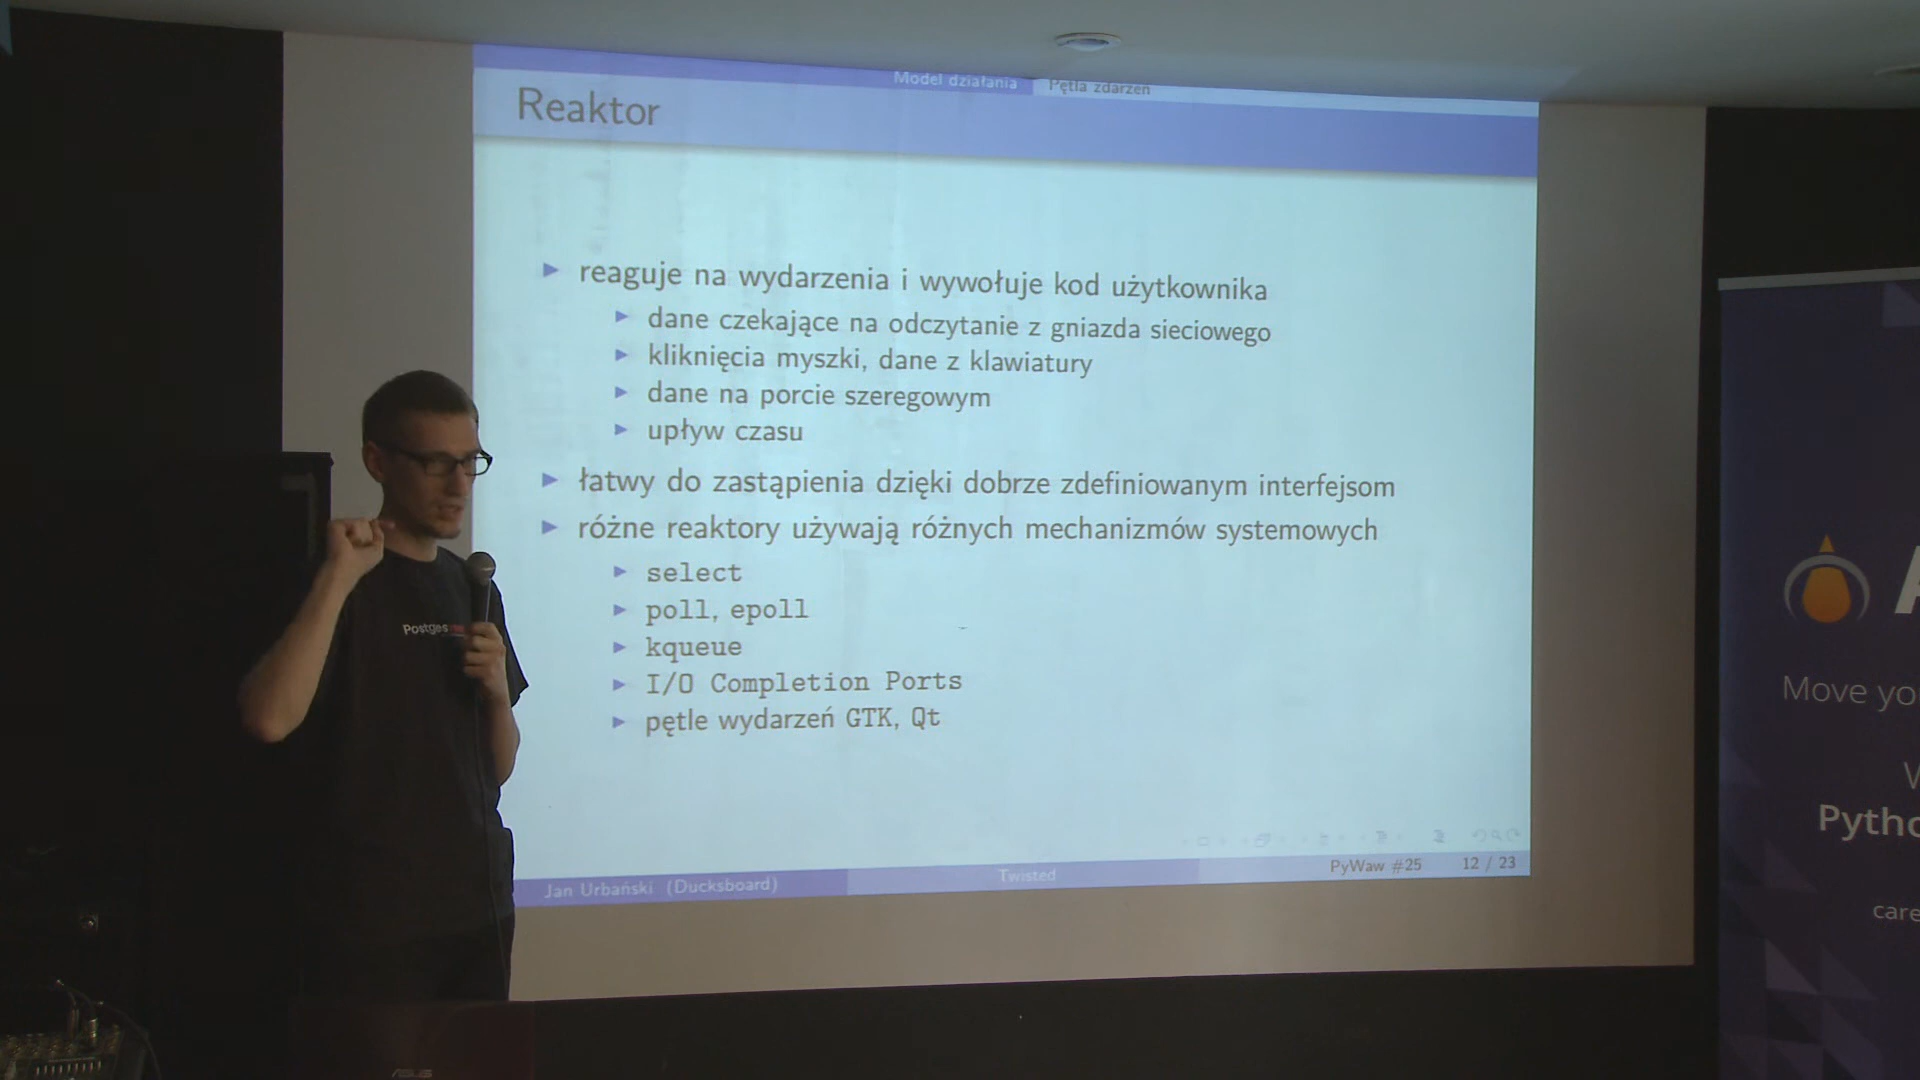 Model działania Pętla zdarzeń
Reaktor
reaguje na wydarzenia i wywołuje kod użytkownika
dane czekające na odczytanie z gniazda sieciowego
kliknięcia myszki, dane z klawiatury
dane na porcie szeregowym
upływ czasu
łatwy do zastąpienia dzięki dobrze zdefiniowanym interfejsom
różne reaktory używają różnych mechanizmów systemowych
select
poll, epoll
kqueue
I/O Completion Ports
pętle wydarzeń GTK, Qt
Jan Urbański (Ducksboard) Twisted PyWaw #25 12 / 23
Postgres
A
Move yo
W
Pytho
care
ASUS